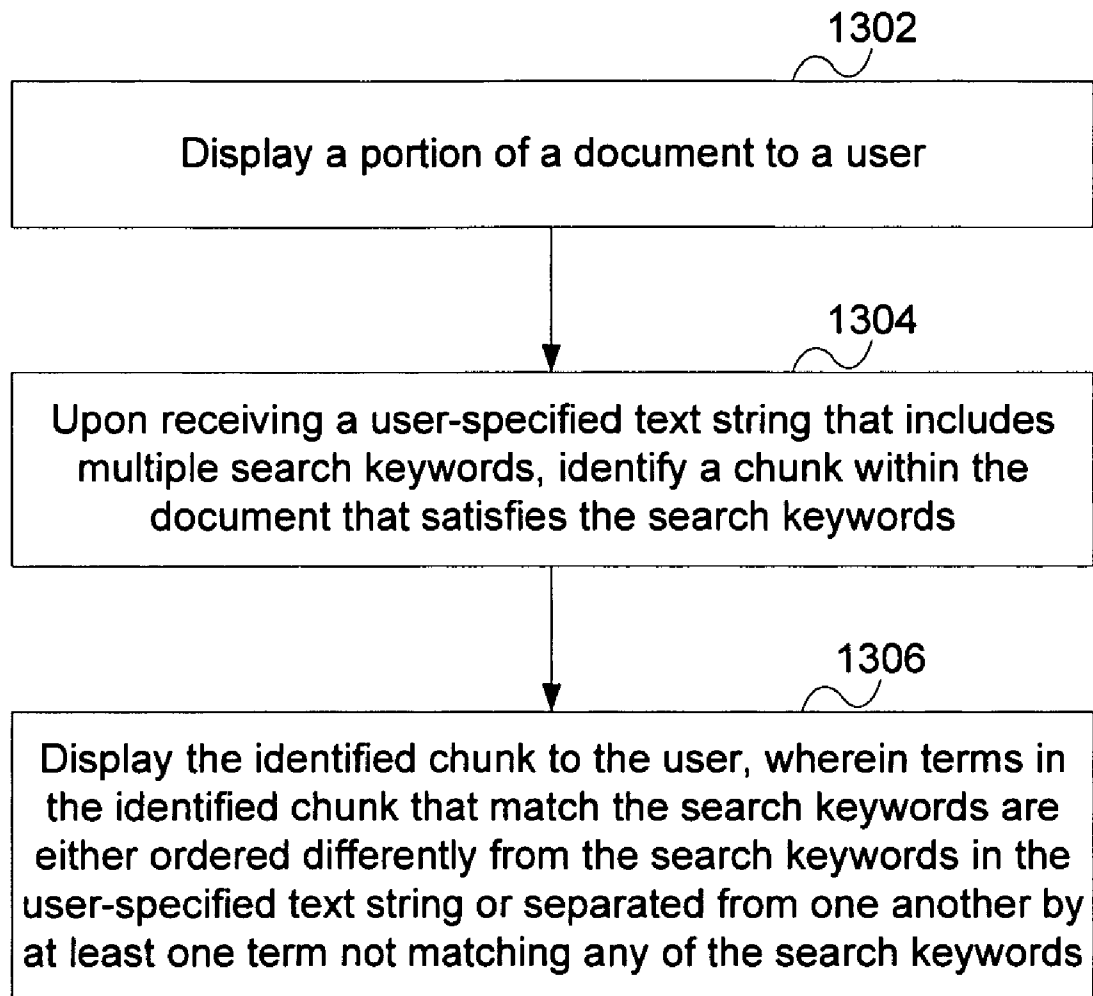 1302
Display a portion of a document to a user
1304
Upon receiving a user-specified text string that includes
multiple search keywords, identify a chunk within the
document that satisfies the search keywords
1306
Display the identified chunk to the user, wherein terms in
the identified chunk that match the search keywords are
either ordered differently from the search keywords in the
user-specified text string or separated from one another by
at least one term not matching any of the search keywords